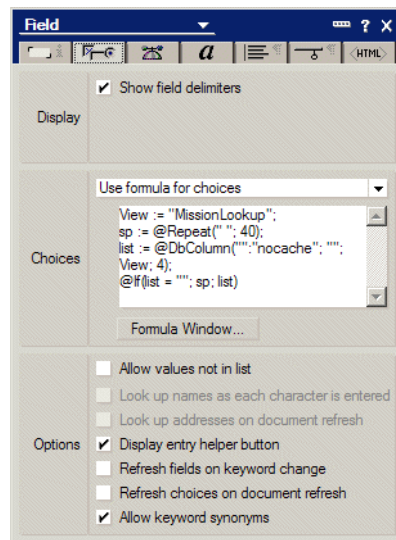 Field
?
X
a
<HTML>
Display
Show field delimiters
Choices
Use formula for choices
View := "MissionLookup";
sp := @Repeat(" "; 40);
list := @DbColumn("":"nocache"; "";
View; 4);
@If(list = ""; sp; list)
Formula Window...
Options
Allow values not in list
Look up names as each character is entered
Look up addresses on document refresh
Display entry helper button
Refresh fields on keyword change
Refresh choices on document refresh
Allow keyword synonyms